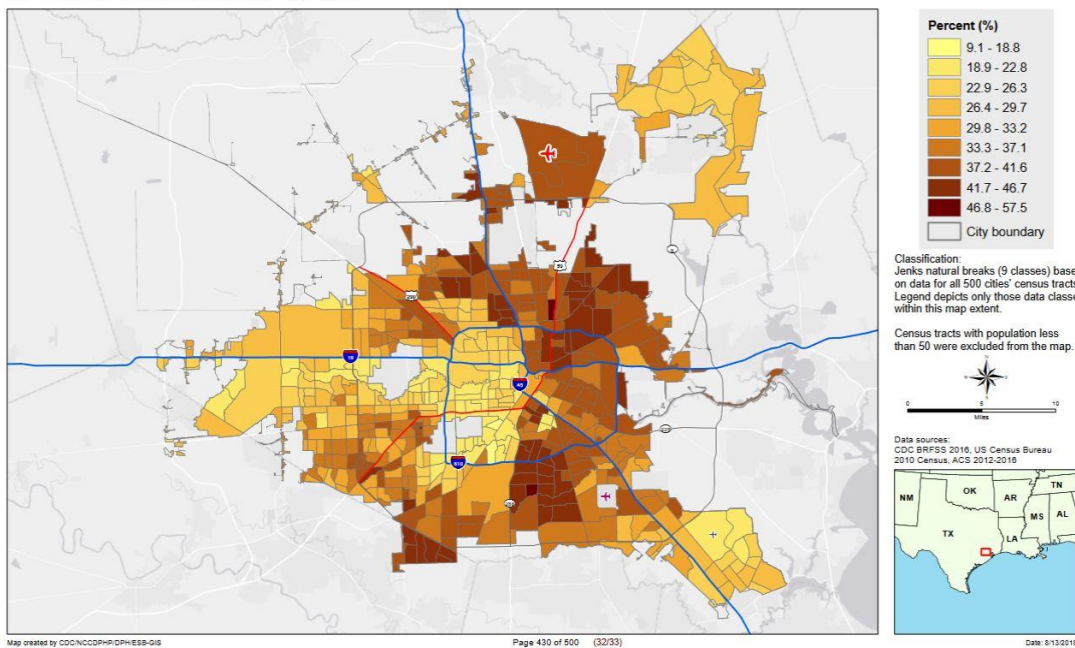 Percent (%)
9.1 - 18.8
18.9 - 22.8
22.9 - 26.3
26.4 - 29.7
29.8 - 33.2
33.3 - 37.1
37.2 - 41.6
41.7 - 46.7
46.8 - 57.5
City boundary
Classification:
Jenks natural breaks (9 classes) base
on data for all 500 cities' census tracts
Legend depicts only those data classe
within this map extent.
Census tracts with population less
than 50 were excluded from the map.
0 5 10
Miles
Data sources:
CDC BRFSS 2016, US Census Bureau
2010 Census, ACS 2012-2016
NM
OK
AR
TN
TX
LA
MS
AL
59
290
10
45
610
Map created by CDC/NCCDPHP/DPH/ESB-GIS
Page 430 of 500 (32/33)
Date: 8/13/2018